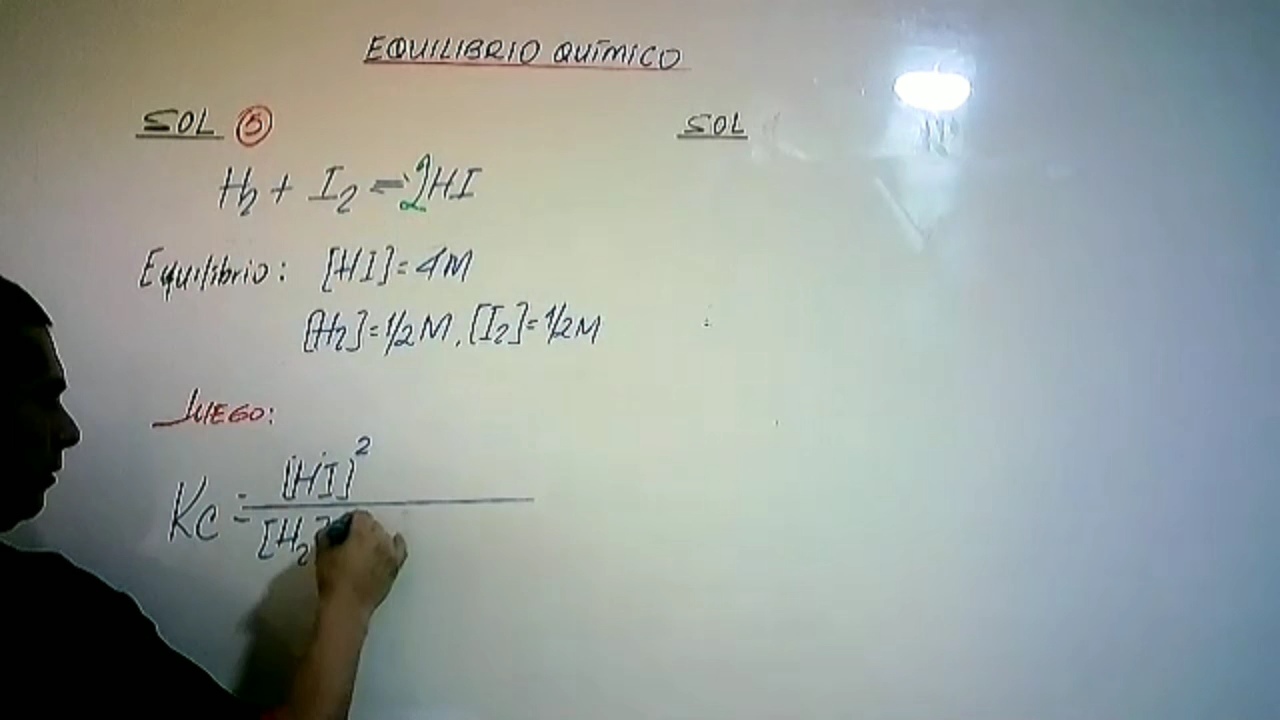 EQUILIBRIO QUÍMICO
SOL 5
H₂ + I₂ ⇌ 2HI
Equilibrio: [HI]=4M
[H₂]=1/2M, [I₂]=1/2M
LUEGO:
Kc = [HI]²
[H₂]
SOL